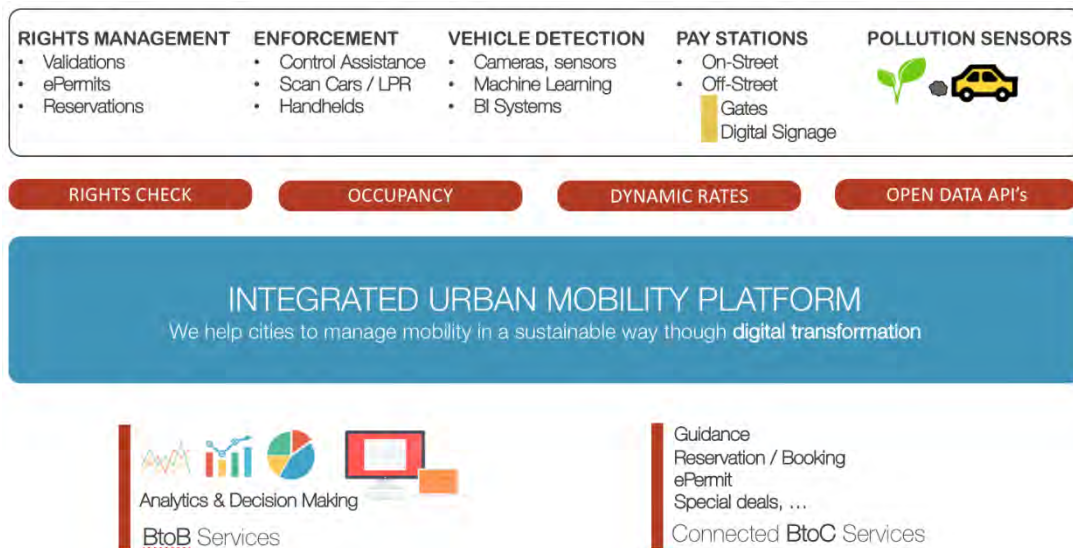 RIGHTS MANAGEMENT
• Validations
• ePermits
• Reservations
ENFORCEMENT
• Control Assistance
• Scan Cars / LPR
• Handhelds
VEHICLE DETECTION
• Cameras, sensors
• Machine Learning
• BI Systems
PAY STATIONS
• On-Street
• Off-Street
Gates
Digital Signage
POLLUTION SENSORS
RIGHTS CHECK
OCCUPANCY
DYNAMIC RATES
OPEN DATA API's
INTEGRATED URBAN MOBILITY PLATFORM
We help cities to manage mobility in a sustainable way though digital transformation
Analytics & Decision Making
BtoB Services
Guidance
Reservation / Booking
ePermit
Special deals, …
Connected BtoC Services